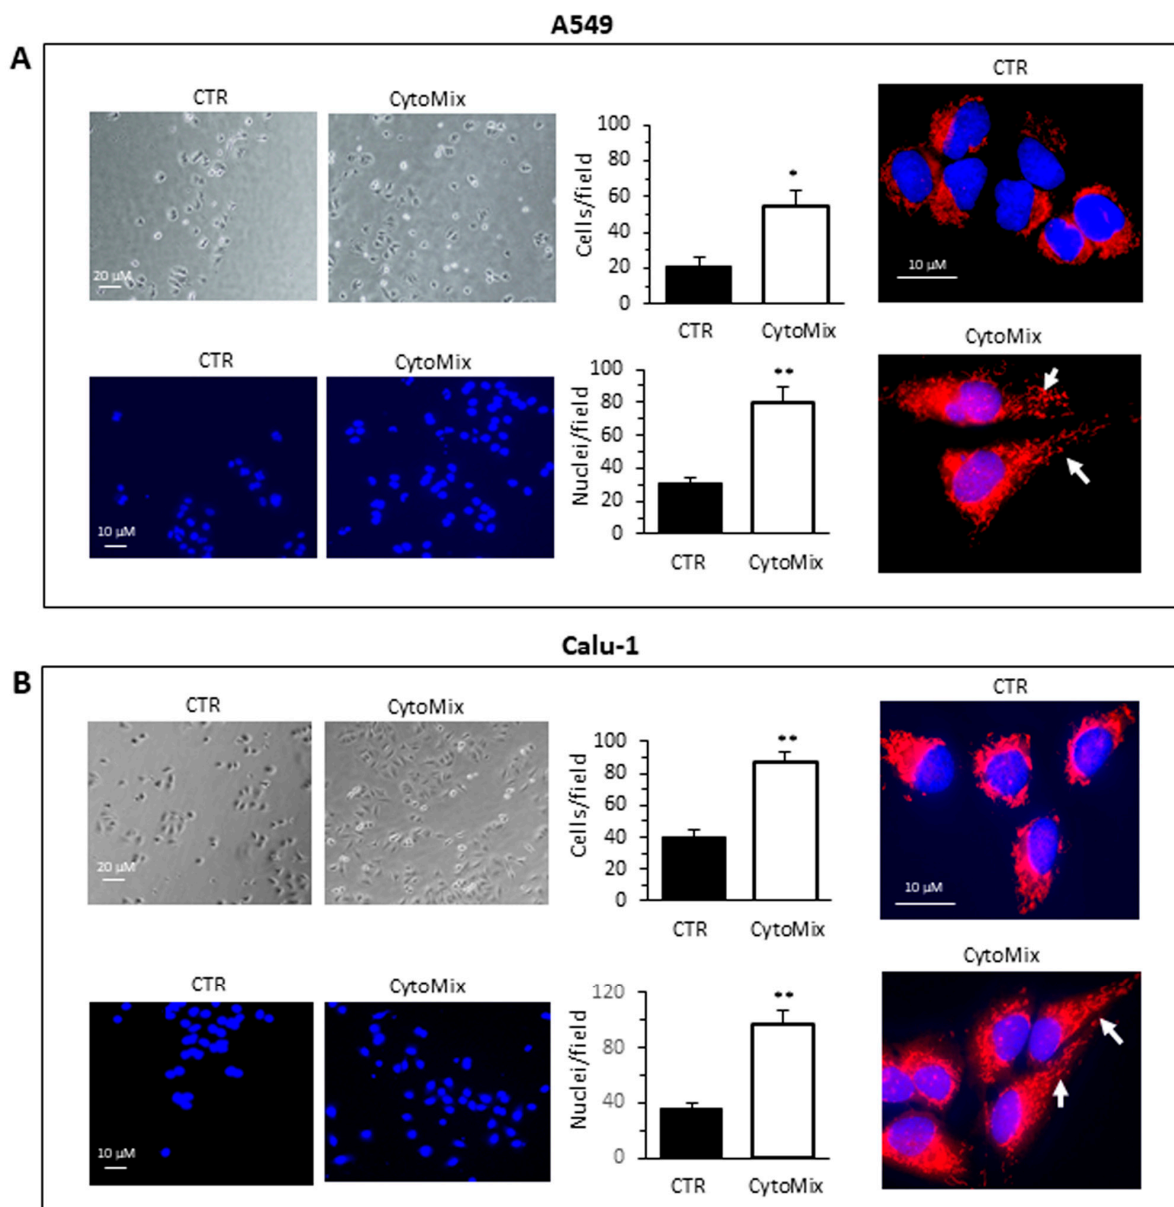 A549
A
CTR
CytoMix
20 µM
Cells/field
100
80
60
40
20
0
*
CTR
CytoMix
CTR
10 µM
CTR
CytoMix
10 µM
Nuclei/field
100
80
60
40
20
0
**
CTR
CytoMix
CytoMix
Calu-1
B
CTR
CytoMix
20 µM
Cells/field
100
80
60
40
20
0
**
CTR
CytoMix
CTR
10 µM
CTR
CytoMix
10 µM
Nuclei/field
120
80
40
0
**
CTR
CytoMix
CytoMix